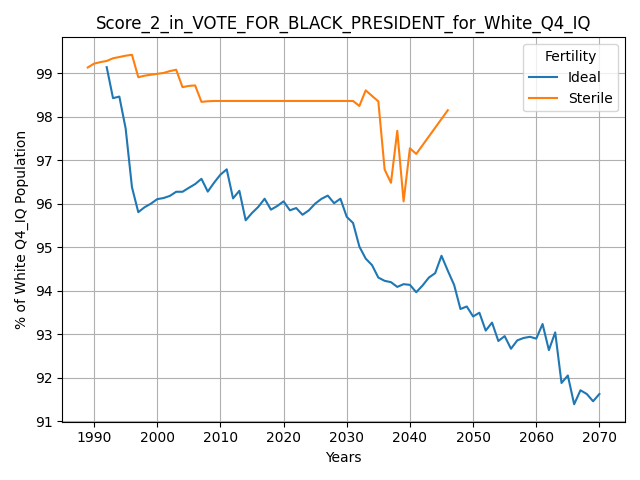 Score_2_in_VOTE_FOR_BLACK_PRESIDENT_for_White_Q4_IQ
Fertility
Ideal
Sterile
% of White Q4_IQ Population
99
98
97
96
95
94
93
92
91
1990 2000 2010 2020 2030 2040 2050 2060 2070
Years